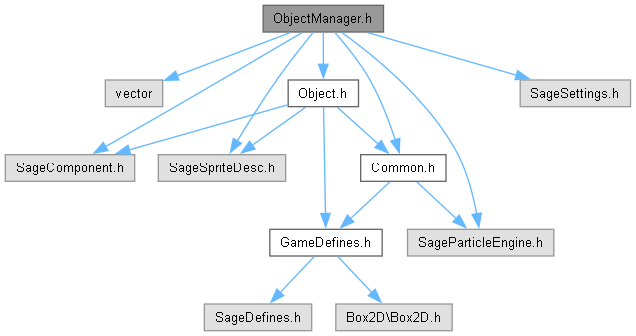 ObjectManager.h
vector
Object.h
SageSettings.h
SageComponent.h
SageSpriteDesc.h
Common.h
GameDefines.h
SageParticleEngine.h
SageDefines.h
Box2D\Box2D.h